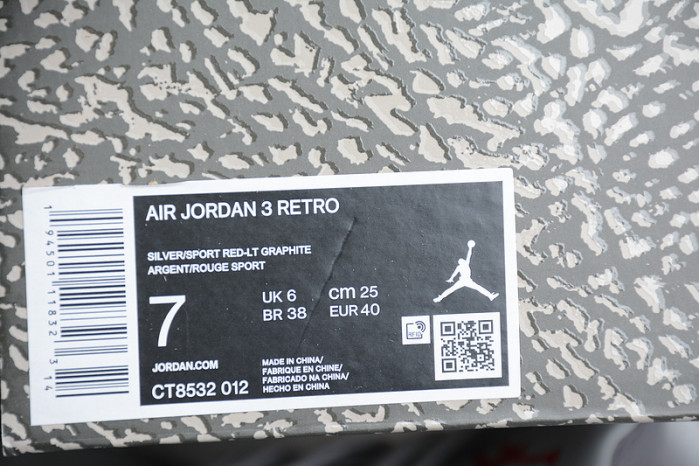 AIR JORDAN 3 RETRO
SILVER/SPORT RED-LT GRAPHITE
ARGENT/ROUGE SPORT
7
UK 6 cm 25
BR 38 EUR 40
JORDAN.COM
CT8532 012
MADE IN CHINA/
FABRIQUE EN CHINE/
FABRICADO NA CHINA/
HECHO EN CHINA
RFID
1 94501 11832 3 14